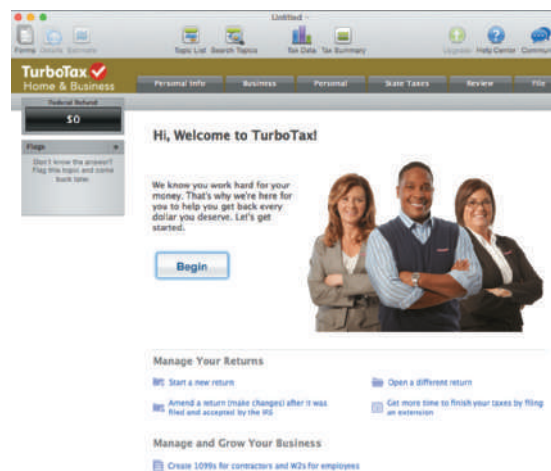 Untitled
Forms Details Estimate Topic List Search Topics Tax Data Tax Summary Upgrade Help Center
TurboTax
Home & Business
Personal Info Business Personal State Taxes Review File
Federal Refund
$0
Flags
Don't know the answer?
Flag this topic and come
back later.
Hi, Welcome to TurboTax!
We know you work hard for your
money. That's why we're here for
you to help you get back every
dollar you deserve. Let's get
started.
Begin
Manage Your Returns
Start a new return
Open a different return
Amend a return (make changes) after it was
filed and accepted by the IRS
Get more time to finish your taxes by filing
an extension
Manage and Grow Your Business
Create 1099s for contractors and W2s for employees